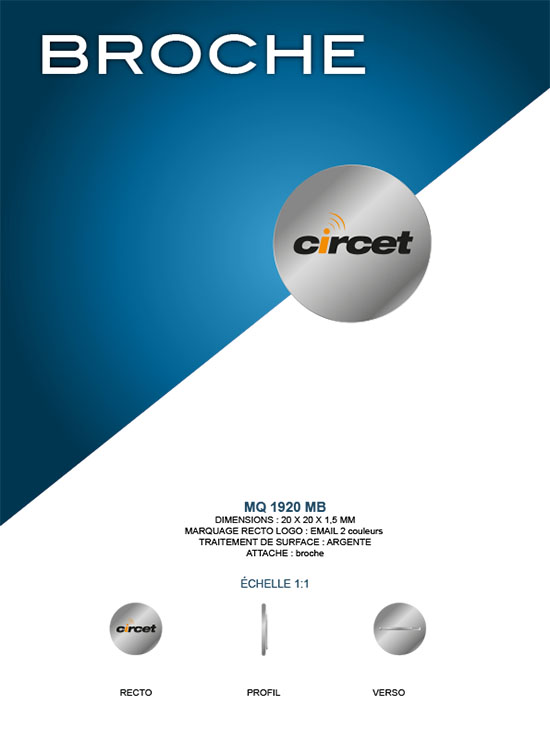 BROCHE
circet
MQ 1920 MB
DIMENSIONS : 20 X 20 X 1,5 MM
MARQUAGE RECTO LOGO : EMAIL 2 couleurs
TRAITEMENT DE SURFACE : ARGENTE
ATTACHE : broche
ÉCHELLE 1:1
circet
RECTO PROFIL VERSO